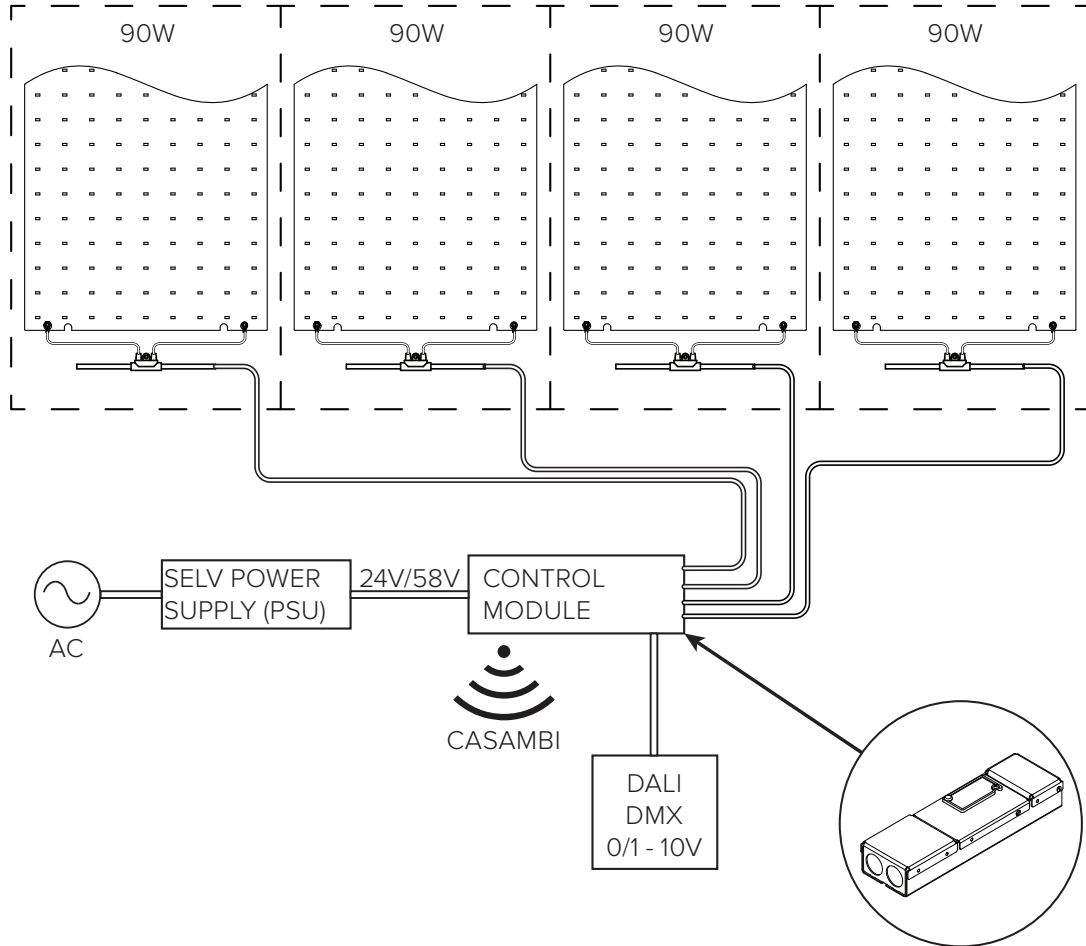 90W
90W
90W
90W
SELV POWER
SUPPLY (PSU)
24V/58V
CONTROL
MODULE
AC
CASAMBI
DALI
DMX
0/1 - 10V